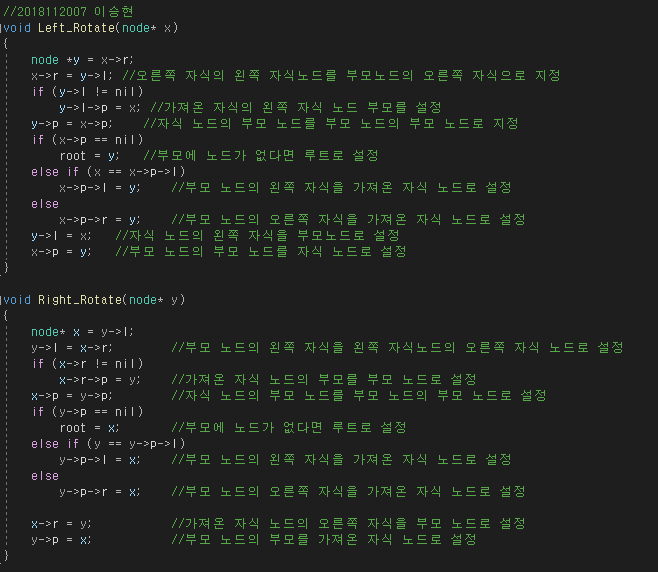 //2018112007 이승현
void Left_Rotate(node* x)
{
    node *y = x->r;
    x->r = y->l; //오른쪽 자식의 왼쪽 자식노드를 부모노드의 오른쪽 자식으로 지정
    if (y->l != nil)
        y->l->p = x; //가져온 자식의 왼쪽 자식 노드 부모를 설정
    y->p = x->p;    //자식 노드의 부모 노드를 부모 노드의 부모 노드로 지정
    if (x->p == nil)
        root = y;   //부모에 노드가 없다면 루트로 설정
    else if (x == x->p->l)
        x->p->l = y;    //부모 노드의 왼쪽 자식을 가져온 자식 노드로 설정
    else
        x->p->r = y;    //부모 노드의 오른쪽 자식을 가져온 자식 노드로 설정
    y->l = x;   //자식 노드의 왼쪽 자식을 부모노드로 설정
    x->p = y;   //부모 노드의 부모 노드를 자식 노드로 설정
}
void Right_Rotate(node* y)
{
    node* x = y->l;
    y->l = x->r;        //부모 노드의 왼쪽 자식을 왼쪽 자식노드의 오른쪽 자식 노드로 설정
    if (x->r != nil)
        x->r->p = y;    //가져온 자식 노드의 부모를 부모 노드로 설정
    x->p = y->p;        //자식 노드의 부모 노드를 부모 노드의 부모 노드로 설정
    if (y->p == nil)
        root = x;       //부모에 노드가 없다면 루트로 설정
    else if (y == y->p->l)
        y->p->l = x;    //부모 노드의 왼쪽 자식을 가져온 자식 노드로 설정
    else
        y->p->r = x;    //부모 노드의 오른쪽 자식을 가져온 자식 노드로 설정
    x->r = y;           //가져온 자식 노드의 오른쪽 자식을 부모 노드로 설정
    y->p = x;           //부모 노드의 부모를 가져온 자식 노드로 설정
}